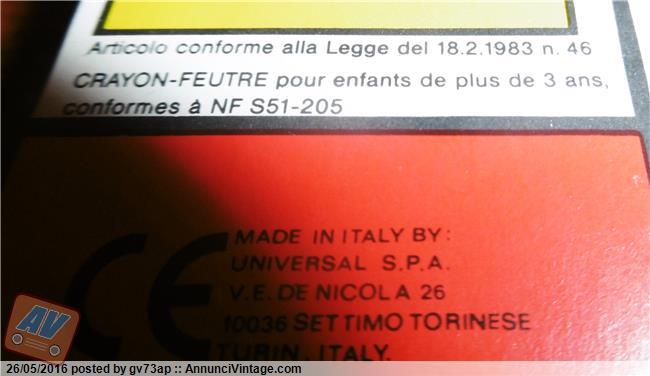 Articolo conforme alla Legge del 18.2.1983 n. 46
CRAYON-FEUTRE pour enfants de plus de 3 ans,
conformes à NF S51-205
CE
MADE IN ITALY BY:
UNIVERSAL S.P.A.
V.E. DE NICOLA 26
10036 SETTIMO TORINESE
TURIN, ITALY.
AV
26/05/2016 posted by gv73ap :: AnnunciVintage.com